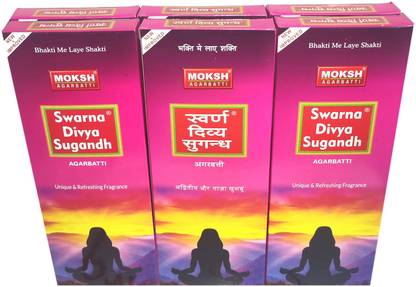 Bhakti Me Laye Shakti
MOKSH
AGARBATTI
Swarna®
Divya
Sugandh
AGARBATTI
Unique & Refreshing Fragrance
भक्ति में लाए शक्ति
MOKSH
AGARBATTI
स्वर्ण®
दिव्य
सुगन्ध
अगरबत्ती
अद्वितीय और ताज़ा खुशबू
Bhakti Me Laye Shakti
MOKSH
AGARBATTI
Swarna®
Divya
Sugandh
AGARBATTI
Unique & Refreshing Fragrance